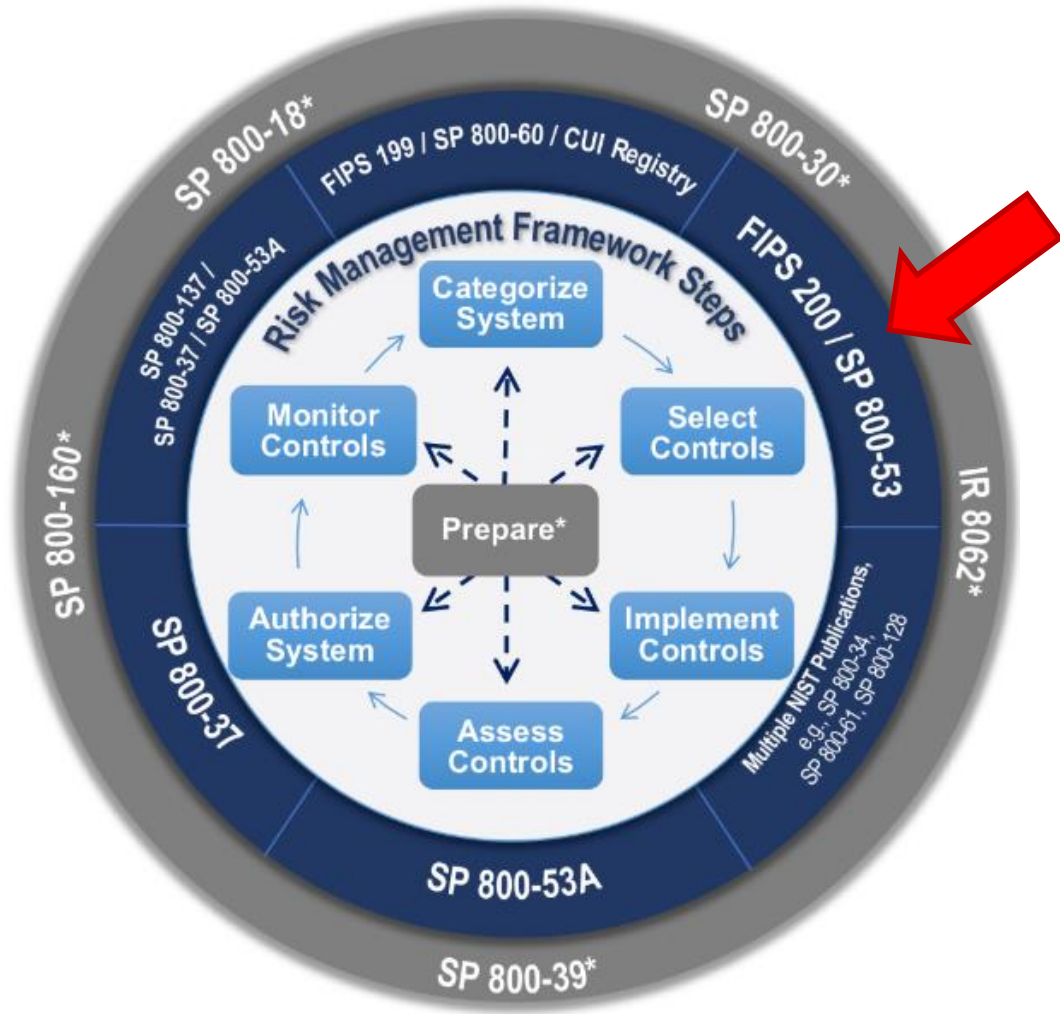 SP 800-18*
SP 800-30*
IR 8062*
SP 800-39*
SP 800-160*
FIPS 199 / SP 800-60 / CUI Registry
FIPS 200 / SP 800-53
Multiple NIST Publications,
e.g., SP 800-34,
SP 800-61, SP 800-128
SP 800-53A
SP 800-37
SP 800-137 /
SP 800-37 / SP 800-53A
Risk Management Framework Steps
Categorize
System
Select
Controls
Implement
Controls
Assess
Controls
Authorize
System
Monitor
Controls
Prepare*